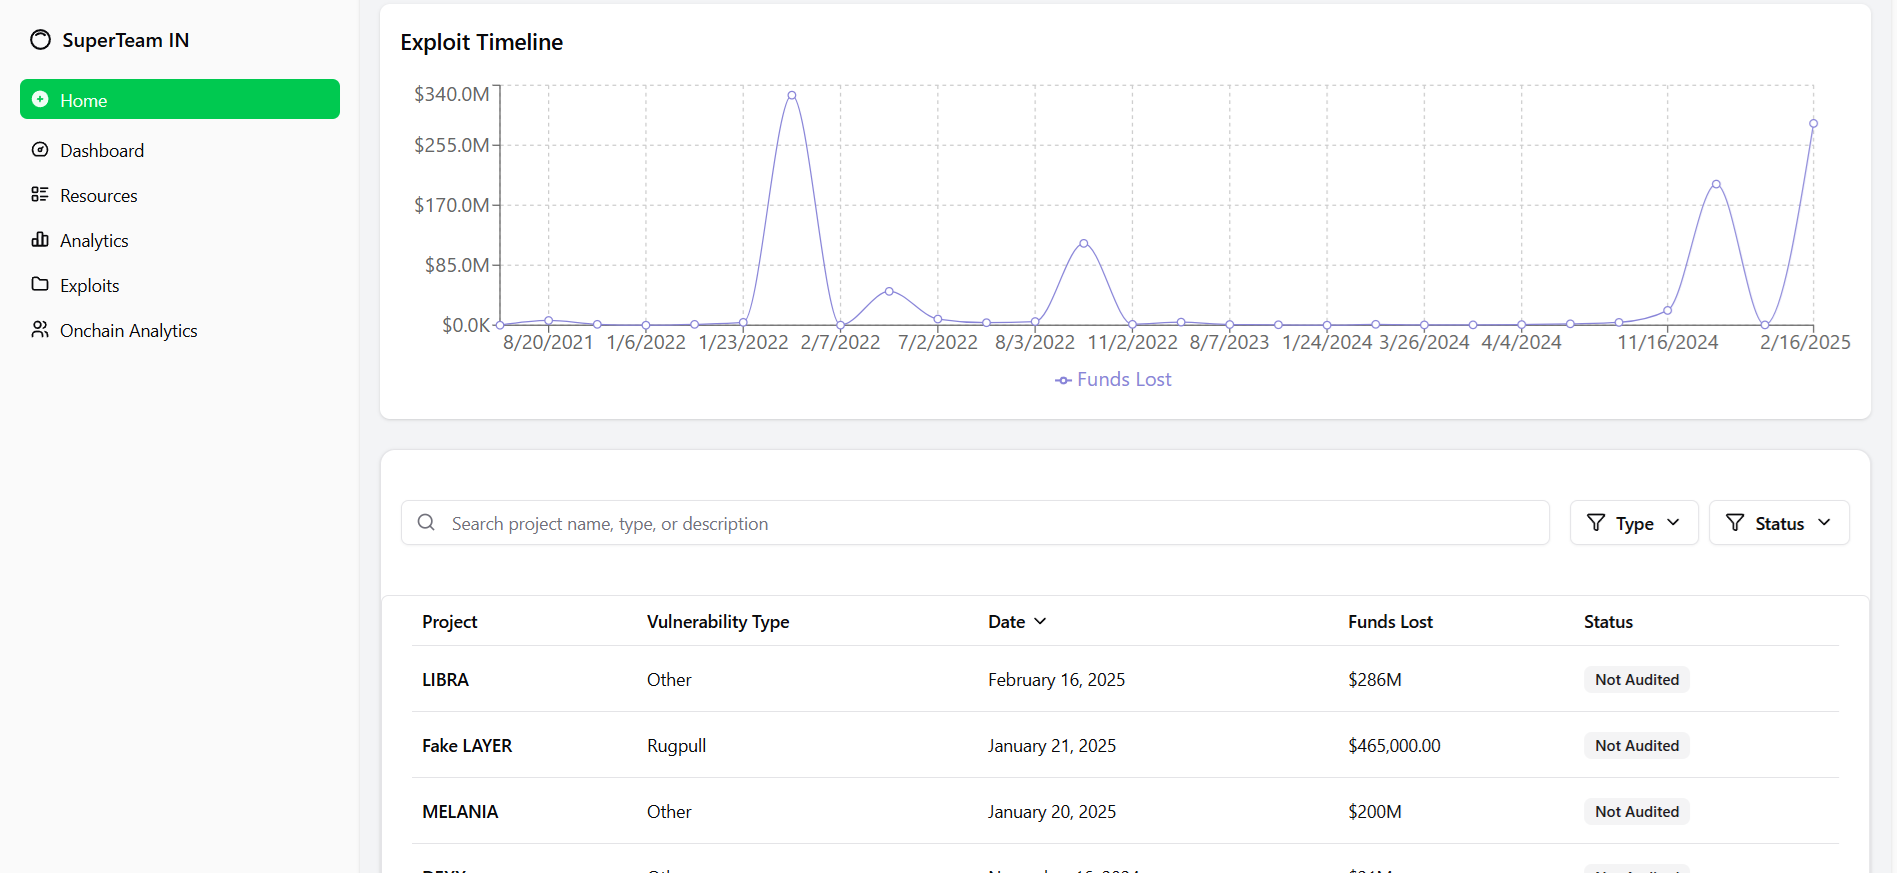 SuperTeam IN
Home
Dashboard
Resources
Analytics
Exploits
Onchain Analytics
Exploit Timeline
$340.0M
$255.0M
$170.0M
$85.0M
$0.0K
8/20/2021 1/6/2022 1/23/2022 2/7/2022 7/2/2022 8/3/2022 11/2/2022 8/7/2023 1/24/2024 3/26/2024 4/4/2024 11/16/2024 2/16/2025
Funds Lost
Search project name, type, or description
Type
Status
Project Vulnerability Type Date Funds Lost Status
LIBRA Other February 16, 2025 $286M Not Audited
Fake LAYER Rugpull January 21, 2025 $465,000.00 Not Audited
MELANIA Other January 20, 2025 $200M Not Audited